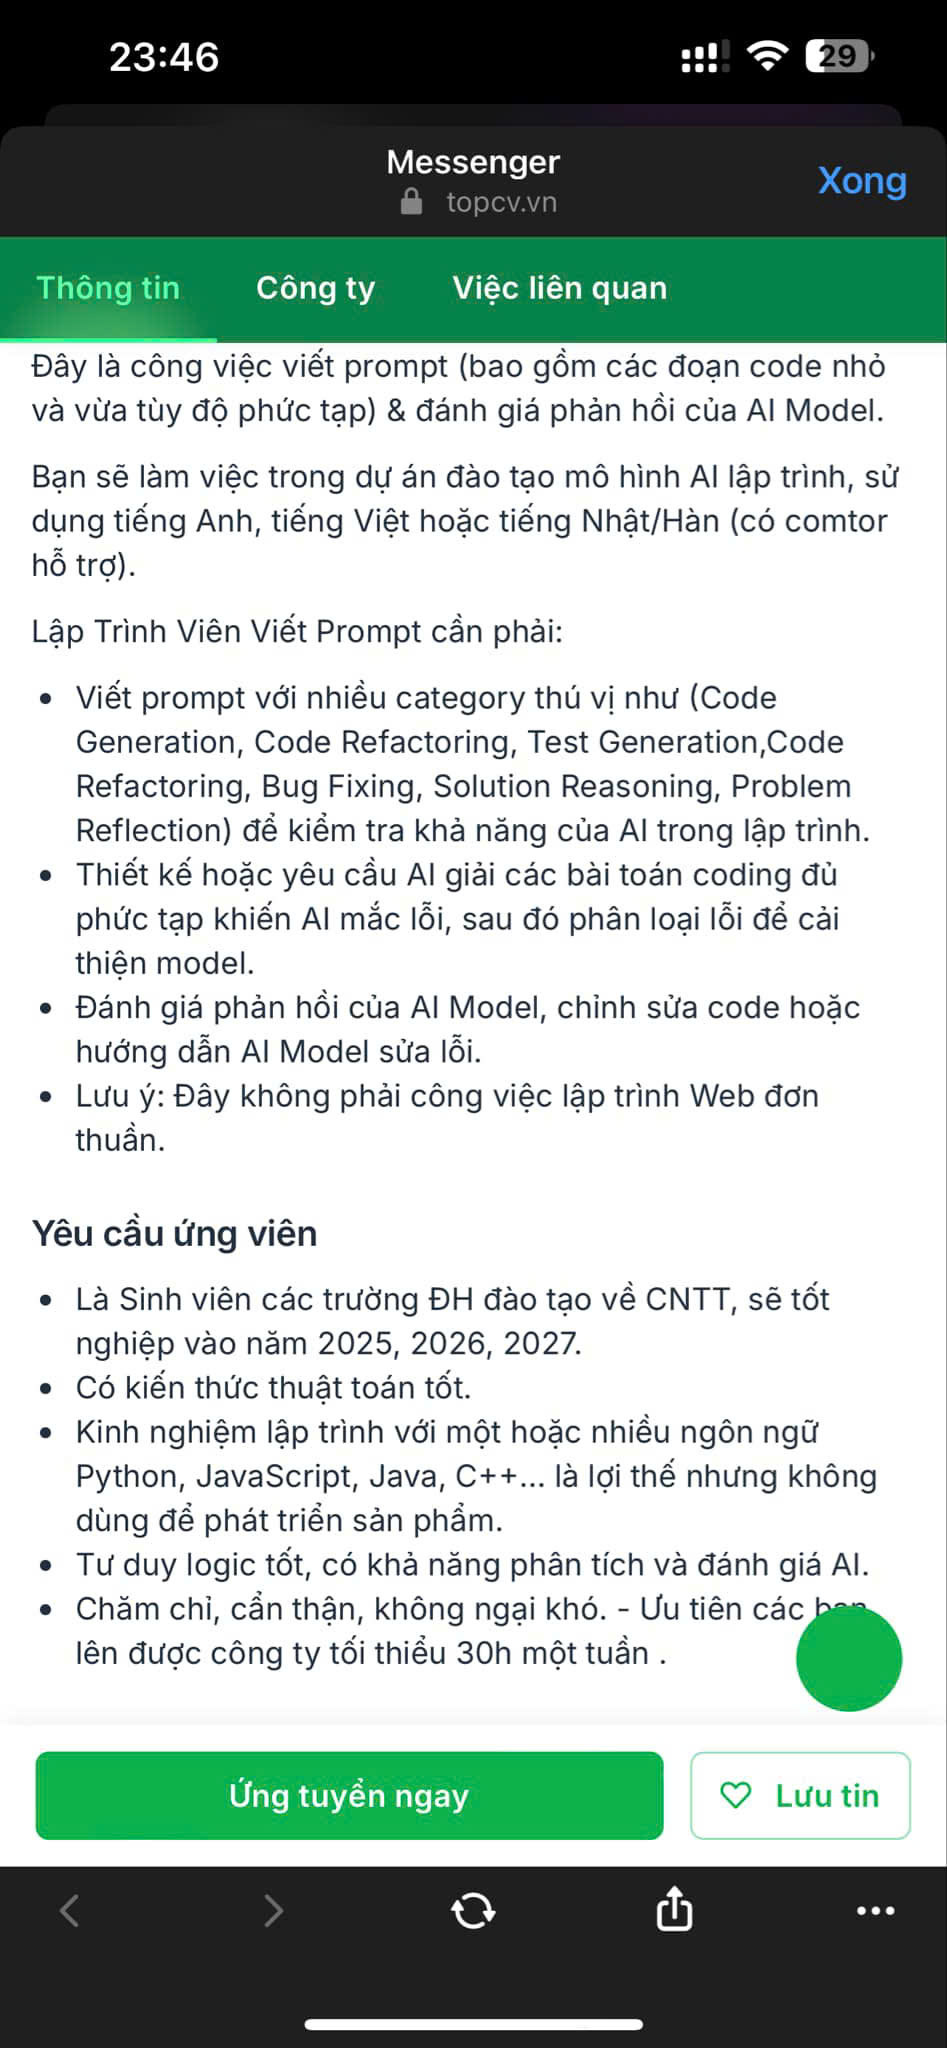 23:46
29
Messenger
topcv.vn
Xong
Thông tin
Công ty
Việc liên quan
Đây là công việc viết prompt (bao gồm các đoạn code nhỏ
và vừa tùy độ phức tạp) & đánh giá phản hồi của AI Model.
Bạn sẽ làm việc trong dự án đào tạo mô hình AI lập trình, sử
dụng tiếng Anh, tiếng Việt hoặc tiếng Nhật/Hàn (có comtor
hỗ trợ).
Lập Trình Viên Viết Prompt cần phải:
• Viết prompt với nhiều category thú vị như (Code
Generation, Code Refactoring, Test Generation,Code
Refactoring, Bug Fixing, Solution Reasoning, Problem
Reflection) để kiểm tra khả năng của AI trong lập trình.
• Thiết kế hoặc yêu cầu AI giải các bài toán coding đủ
phức tạp khiến AI mắc lỗi, sau đó phân loại lỗi để cải
thiện model.
• Đánh giá phản hồi của AI Model, chỉnh sửa code hoặc
hướng dẫn AI Model sửa lỗi.
• Lưu ý: Đây không phải công việc lập trình Web đơn
thuần.
Yêu cầu ứng viên
• Là Sinh viên các trường ĐH đào tạo về CNTT, sẽ tốt
nghiệp vào năm 2025, 2026, 2027.
• Có kiến thức thuật toán tốt.
• Kinh nghiệm lập trình với một hoặc nhiều ngôn ngữ
Python, JavaScript, Java, C++... là lợi thế nhưng không
dùng để phát triển sản phẩm.
• Tư duy logic tốt, có khả năng phân tích và đánh giá AI.
• Chăm chỉ, cẩn thận, không ngại khó. - Ưu tiên các
lên được công ty tối thiểu 30h một tuần .
Ứng tuyển ngay
Lưu tin